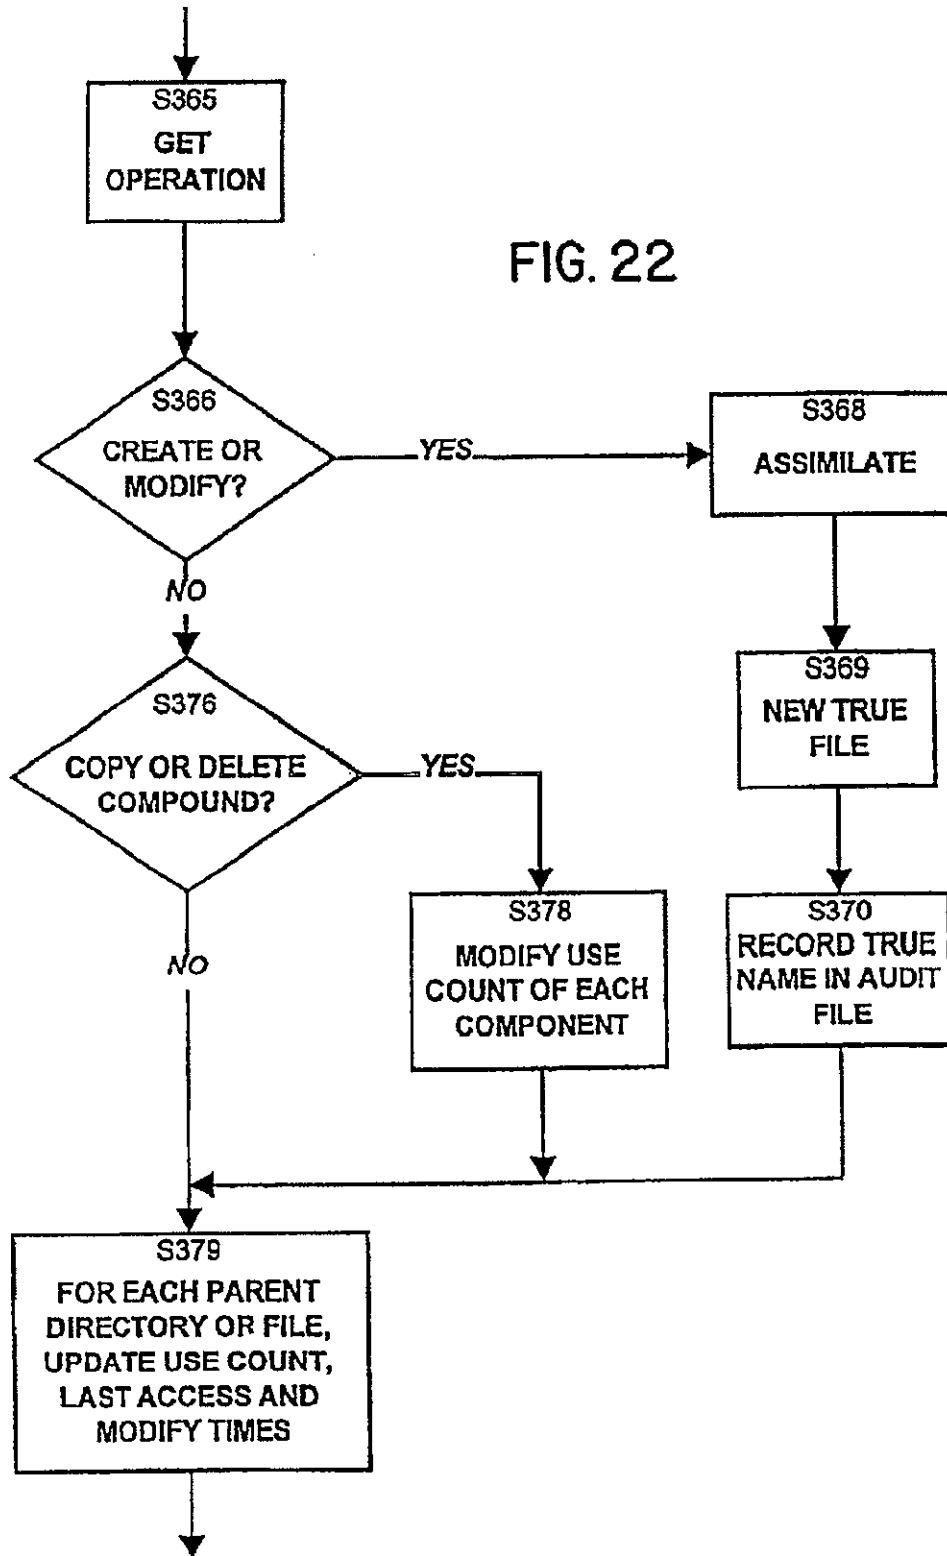 S365
GET
OPERATION
FIG. 22
S366
CREATE OR
MODIFY?
YES
S368
ASSIMILATE
NO
S369
NEW TRUE
FILE
S376
COPY OR DELETE
COMPOUND?
YES
S378
MODIFY USE
COUNT OF EACH
COMPONENT
S370
RECORD TRUE
NAME IN AUDIT
FILE
NO
S379
FOR EACH PARENT
DIRECTORY OR FILE,
UPDATE USE COUNT,
LAST ACCESS AND
MODIFY TIMES